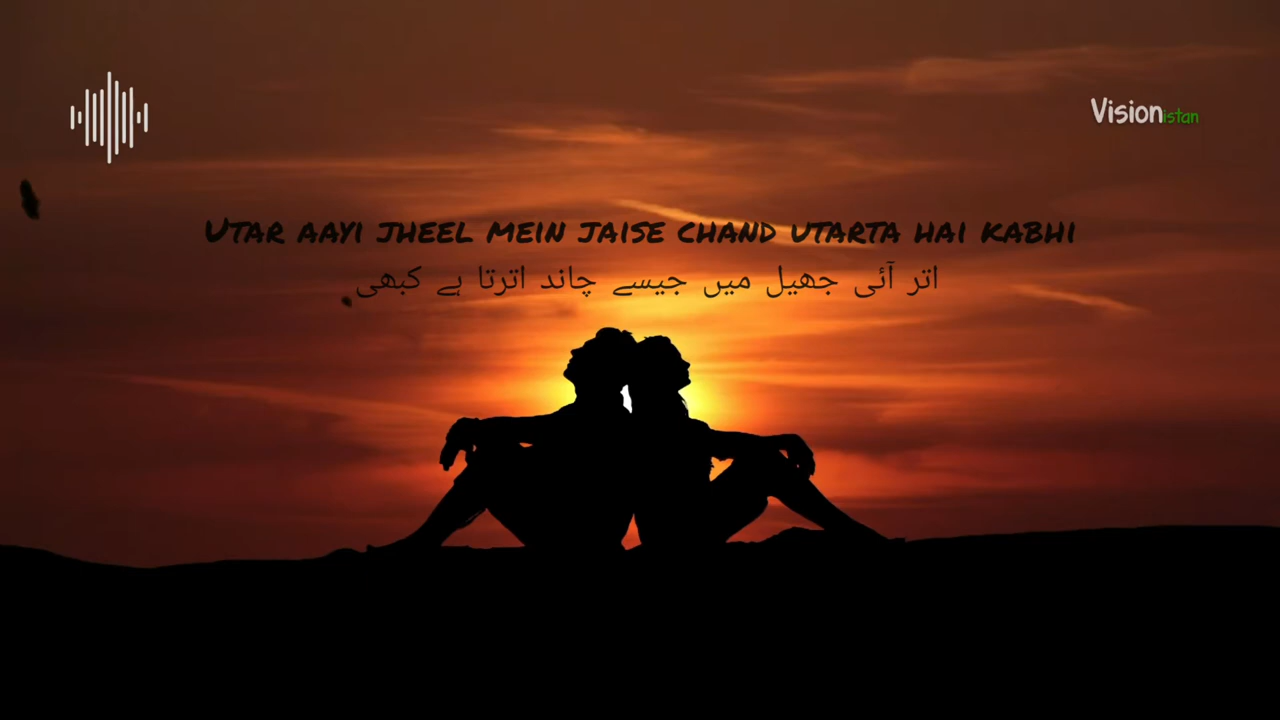 Visionistan
Utar aayi jheel mein jaise chand utarta hai kabhi
اتر آئی جھیل میں جیسے چاند اترتا ہے کبھی